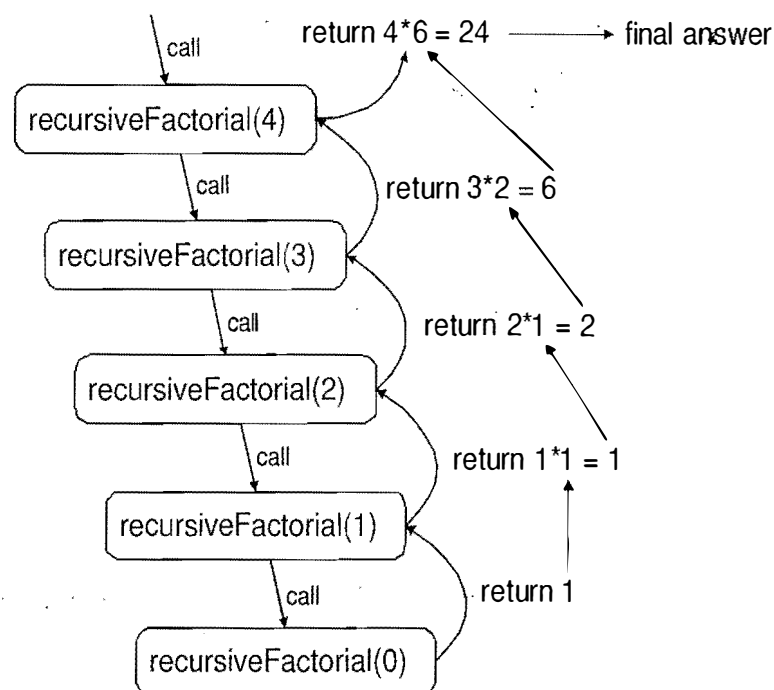 return 4*6 = 24
final answer
call
recursiveFactorial(4)
call
return 3*2 = 6
recursiveFactorial(3)
call
return 2*1 = 2
recursiveFactorial(2)
call
return 1*1 = 1
recursiveFactorial(1)
call
return 1
recursiveFactorial(0)